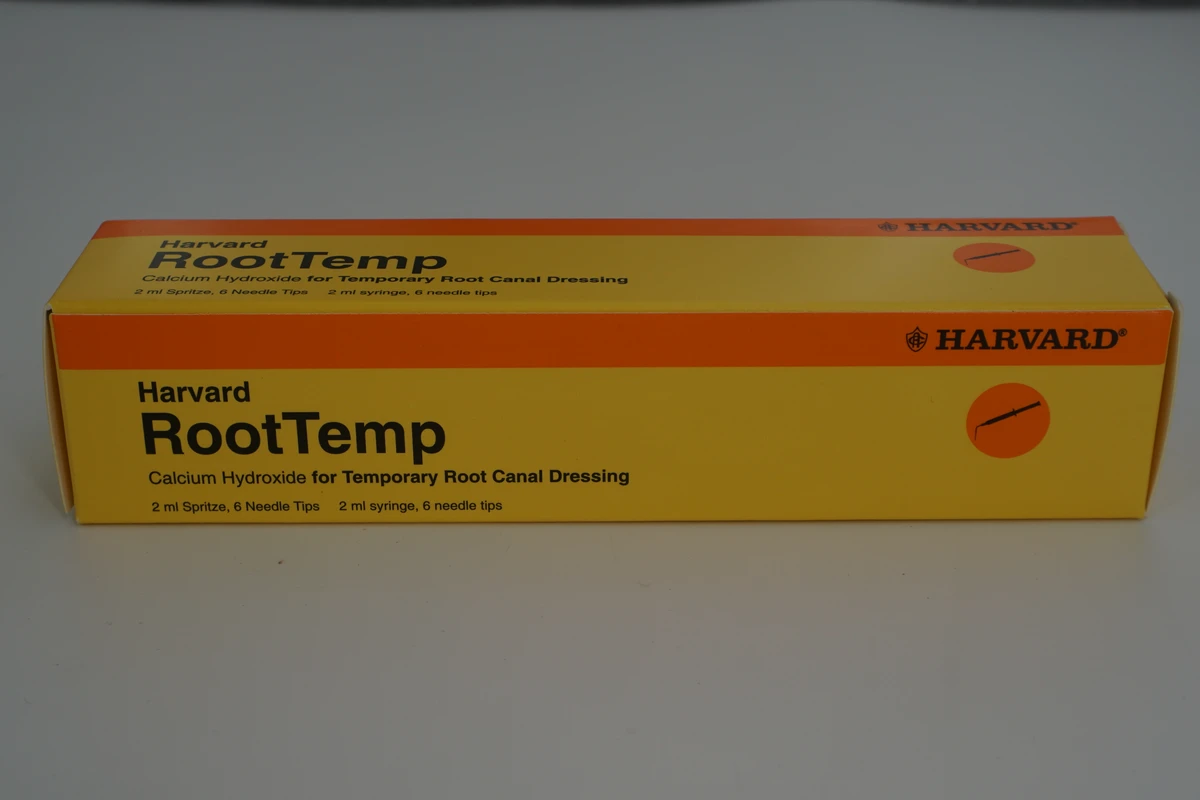 HARVARD®
Harvard
RootTemp
Calcium Hydroxide for Temporary Root Canal Dressing
2 ml Spritze, 6 Needle Tips 2 ml syringe, 6 needle tips
HARVARD®
Harvard
RootTemp
Calcium Hydroxide for Temporary Root Canal Dressing
2 ml Spritze, 6 Needle Tips 2 ml syringe, 6 needle tips